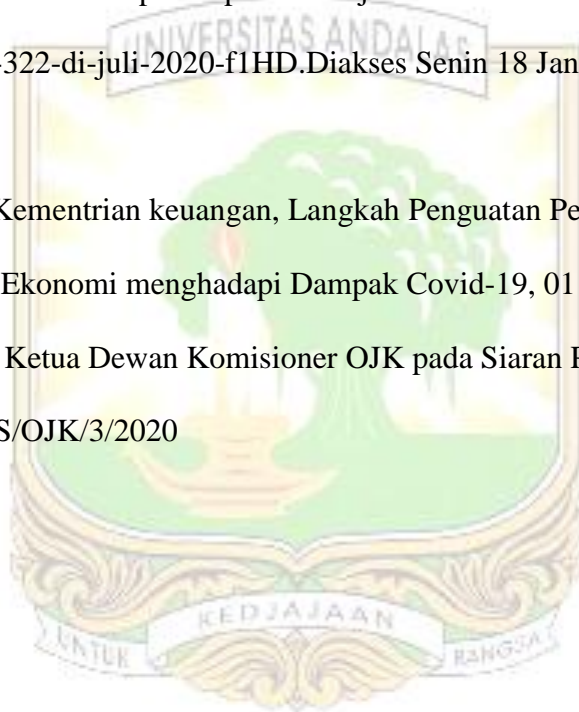 UNIVERSITAS ANDALAS
-322-di-juli-2020-f1HD.Diakses Senin 18 Jan
Kementrian keuangan, Langkah Penguatan Pe
Ekonomi menghadapi Dampak Covid-19, 01
Ketua Dewan Komisioner OJK pada Siaran
S/OJK/3/2020
KEDJAJAAN
UNTUK BANGSA